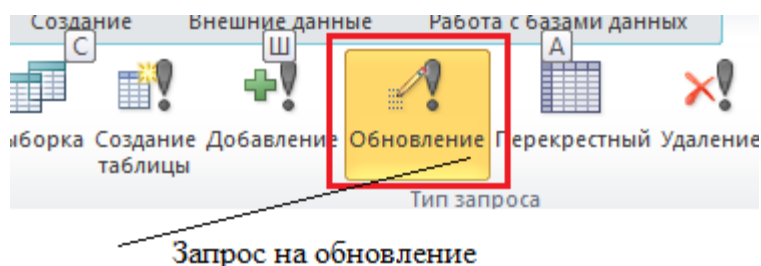 Создание Внешние данные Работа с базами данных
С Ш А
ыборка Создание таблицы Добавление Обновление Перекрестный Удаление
Тип запроса
Запрос на обновление